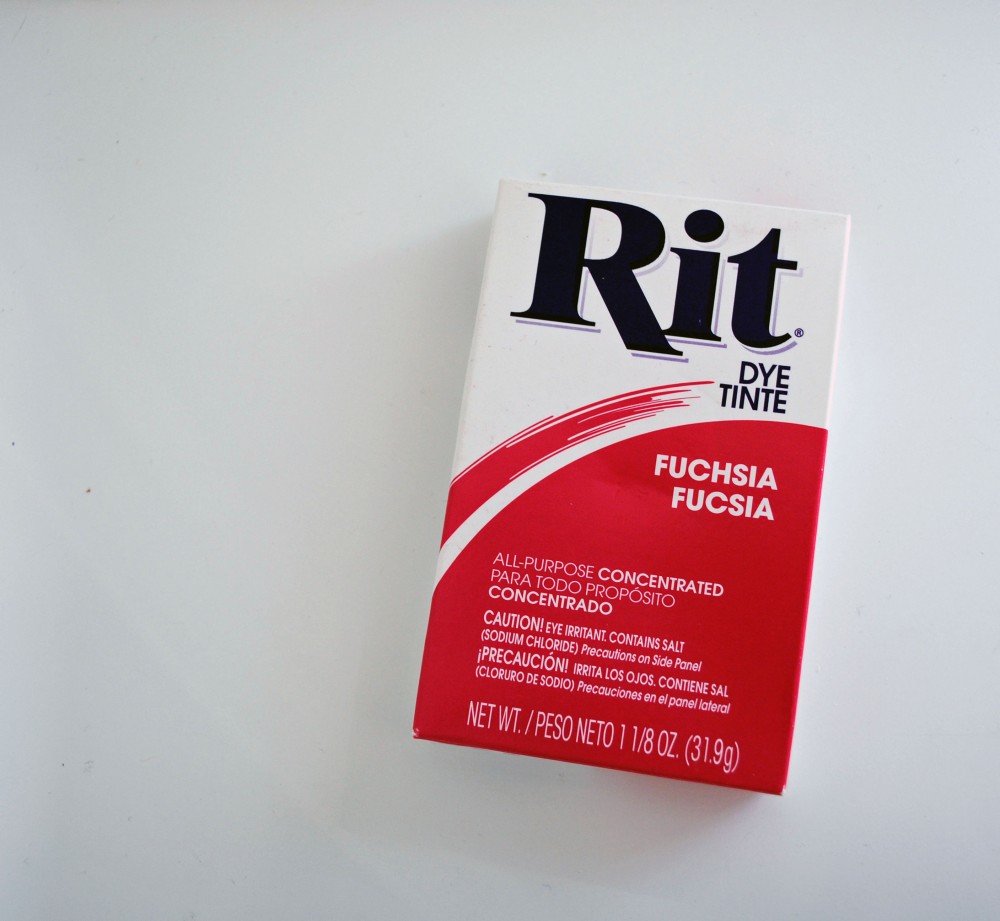 Rit®
DYE
TINTE
FUCHSIA
FUCSIA
ALL-PURPOSE CONCENTRATED
PARA TODO PROPÓSITO
CONCENTRADO
CAUTION! EYE IRRITANT. CONTAINS SALT
(SODIUM CHLORIDE) Precautions on Side Panel
¡PRECAUCIÓN! IRRITA LOS OJOS. CONTIENE SAL
(CLORURO DE SODIO) Precauciones en el panel lateral
NET WT. / PESO NETO 1 1/8 OZ. (31.9g)